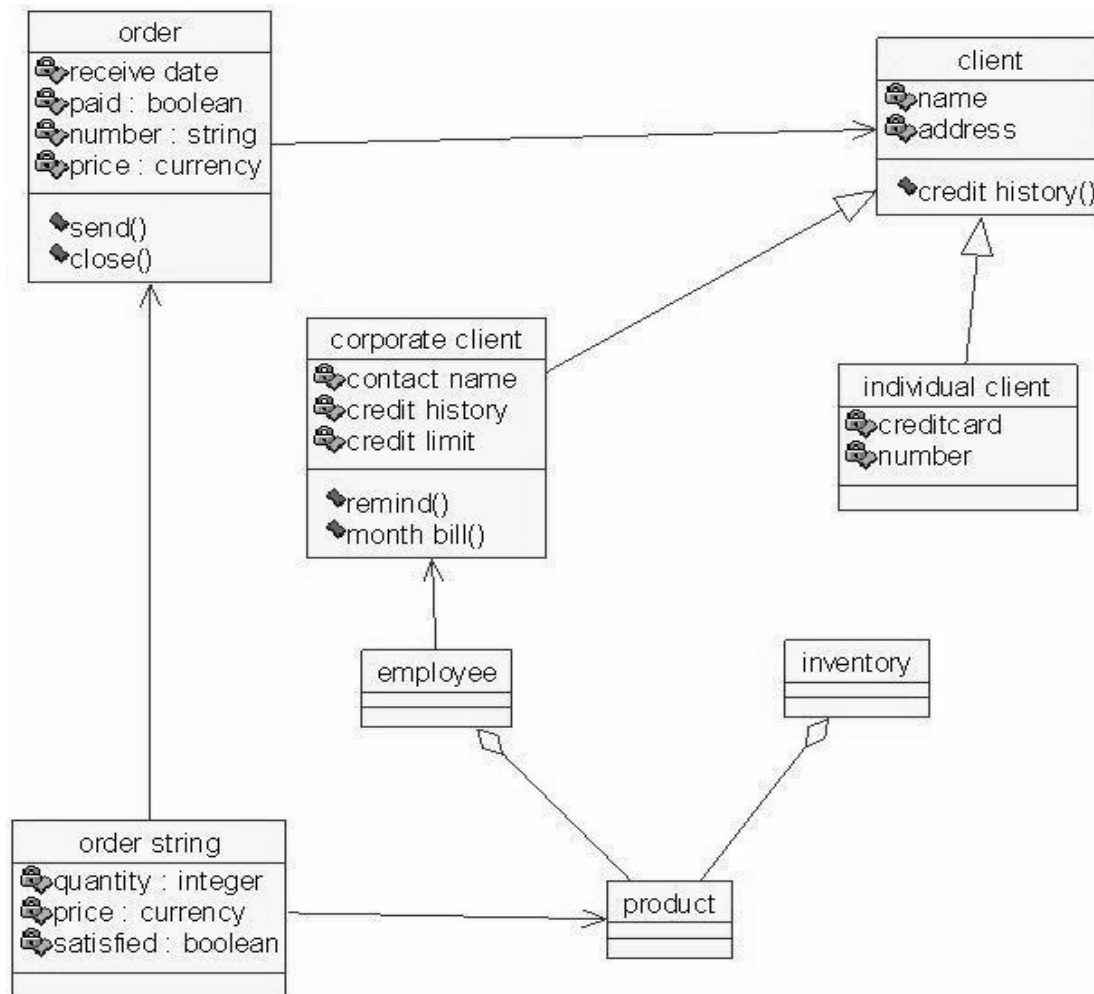 order
receive date
paid : boolean
number : string
price : currency
send()
close()
client
name
address
credit history()
corporate client
contact name
credit history
credit limit
remind()
month bill()
individual client
creditcard
number
employee
inventory
order string
quantity : integer
price : currency
satisfied : boolean
product